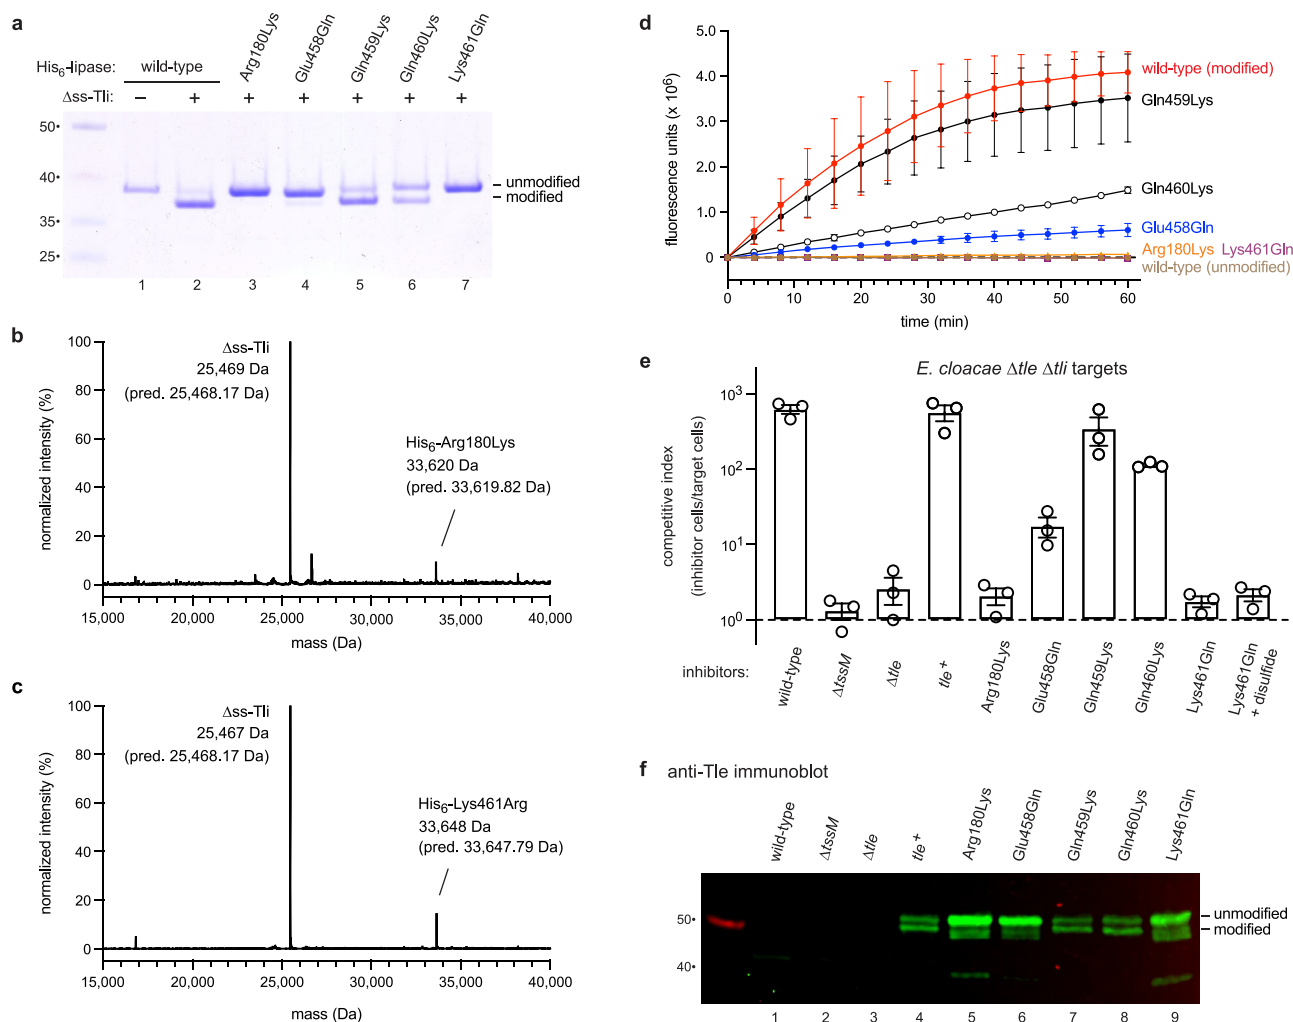 a
His6-lipase:
wild-type
Arg180Lys
Glu458Gln
Gln459Lys
Gln460Lys
Lys461Gln
Δss-Tli:
– + + + + + +
50•
40•
35•
25•
unmodified
modified
1 2 3 4 5 6 7
b
normalized intensity (%)
100
80
60
40
20
0
Δss-Tli
25,469 Da
(pred. 25,468.17 Da)
His6-Arg180Lys
33,620 Da
(pred. 33,619.82 Da)
15,000 20,000 25,000 30,000 35,000 40,000
mass (Da)
c
normalized intensity (%)
100
80
60
40
20
0
Δss-Tli
25,467 Da
(pred. 25,468.17 Da)
His6-Lys461Arg
33,648 Da
(pred. 33,647.79 Da)
15,000 20,000 25,000 30,000 35,000 40,000
mass (Da)
d
fluorescence units (x 10⁶)
5.0
4.0
3.0
2.0
1.0
0
wild-type (modified)
Gln459Lys
Gln460Lys
Glu458Gln
Arg180Lys Lys461Gln
wild-type (unmodified)
0 10 20 30 40 50 60
time (min)
e
E. cloacae Δtle Δtli targets
competitive index
(inhibitor cells/target cells)
10³
10²
10¹
10⁰
inhibitors:
wild-type
ΔtssM
Δtle
tle⁺
Arg180Lys
Glu458Gln
Gln459Lys
Gln460Lys
Lys461Gln
Lys461Gln
+ disulfide
f
anti-Tle immunoblot
wild-type
ΔtssM
Δtle
tle⁺
Arg180Lys
Glu458Gln
Gln459Lys
Gln460Lys
Lys461Gln
50•
40•
unmodified
modified
1 2 3 4 5 6 7 8 9